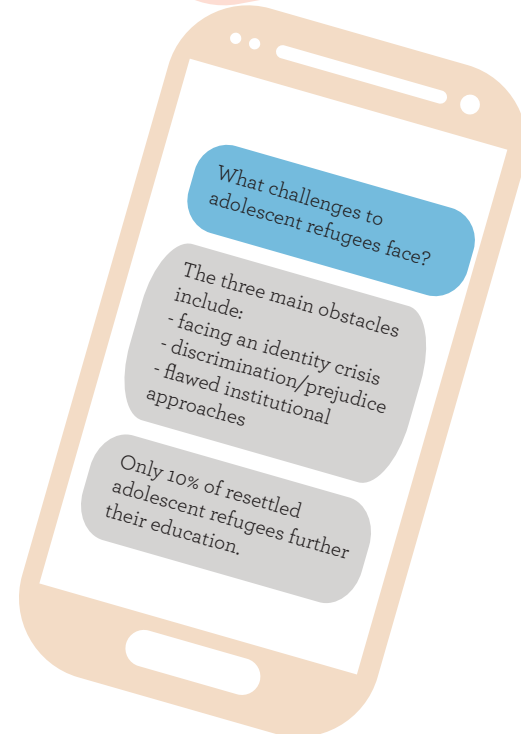 What challenges to
adolescent refugees face?
The three main obstacles
include:
- facing an identity crisis
- discrimination/prejudice
- flawed institutional
approaches
Only 10% of resettled
adolescent refugees further
their education.